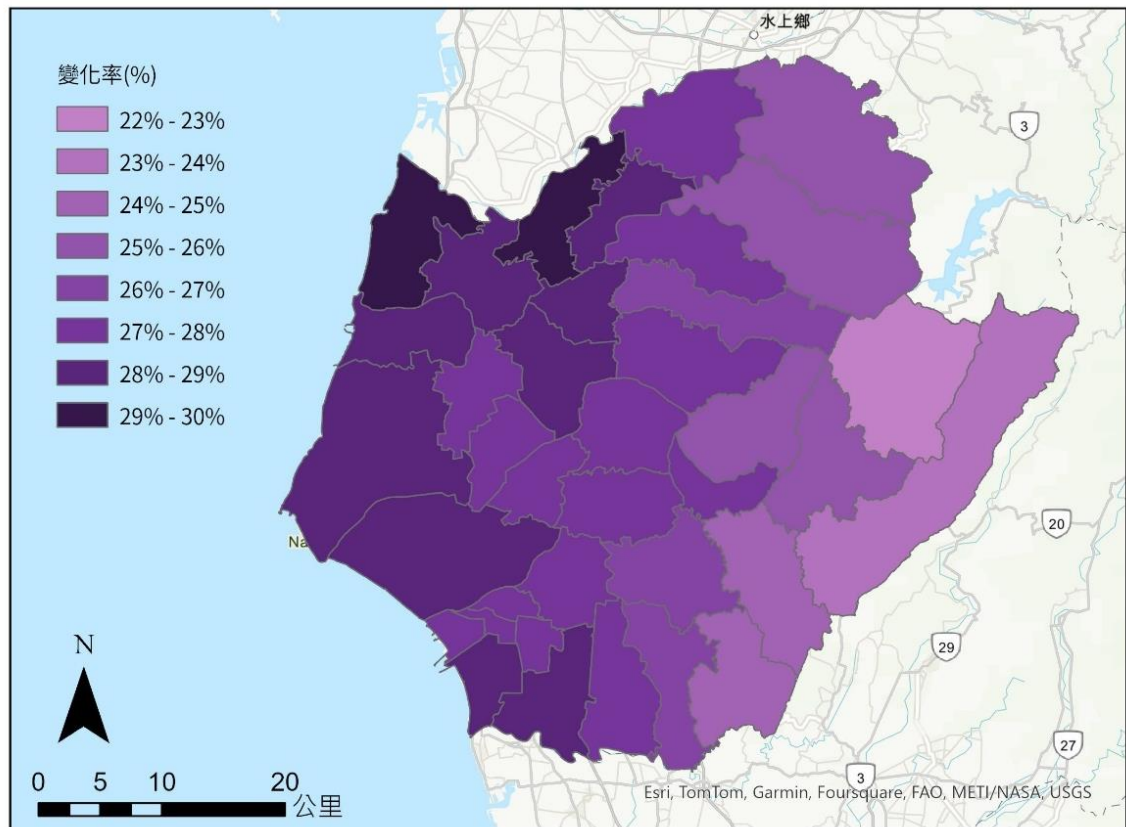 水上鄉
變化率(%)
22% - 23%
23% - 24%
24% - 25%
25% - 26%
26% - 27%
27% - 28%
28% - 29%
29% - 30%
3
20
Na
29
N
27
0 5 10 20 公里
3
Esri, TomTom, Garmin, Foursquare, FAO, METI/NASA, USGS